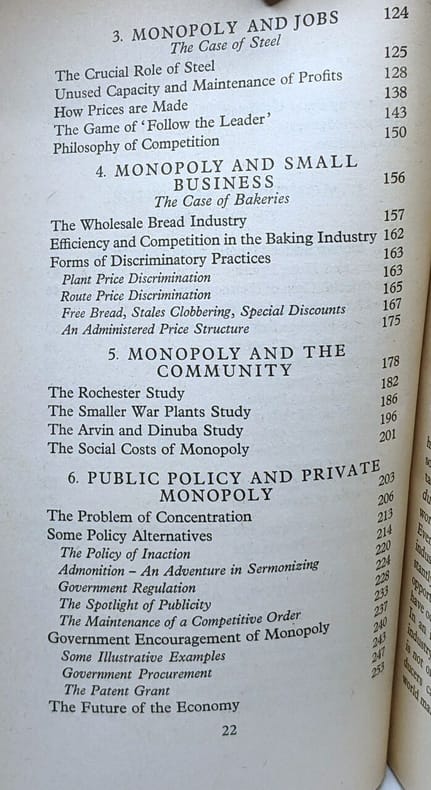 3. MONOPOLY AND JOBS 124
The Case of Steel
The Crucial Role of Steel 125
Unused Capacity and Maintenance of Profits 128
How Prices are Made 138
The Game of 'Follow the Leader' 143
Philosophy of Competition 150
4. MONOPOLY AND SMALL
BUSINESS 156
The Case of Bakeries
The Wholesale Bread Industry 157
Efficiency and Competition in the Baking Industry 162
Forms of Discriminatory Practices 163
Plant Price Discrimination 163
Route Price Discrimination 165
Free Bread, Stales Clobbering, Special Discounts 167
An Administered Price Structure 175
5. MONOPOLY AND THE
COMMUNITY 178
The Rochester Study 182
The Smaller War Plants Study 186
The Arvin and Dinuba Study 196
The Social Costs of Monopoly 201
6. PUBLIC POLICY AND PRIVATE
MONOPOLY 203
The Problem of Concentration 206
Some Policy Alternatives 213
The Policy of Inaction 214
Admonition – An Adventure in Sermonizing 220
Government Regulation 224
The Spotlight of Publicity 228
The Maintenance of a Competitive Order 233
Government Encouragement of Monopoly 237
Some Illustrative Examples 240
Government Procurement 243
The Patent Grant 247
The Future of the Economy 253
22